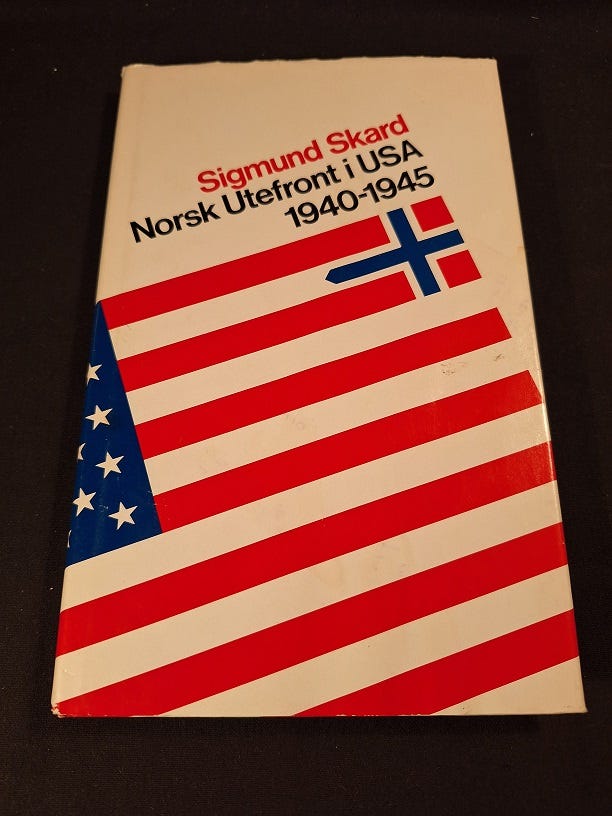 Sigmund Skard
Norsk Utefront i USA
1940-1945